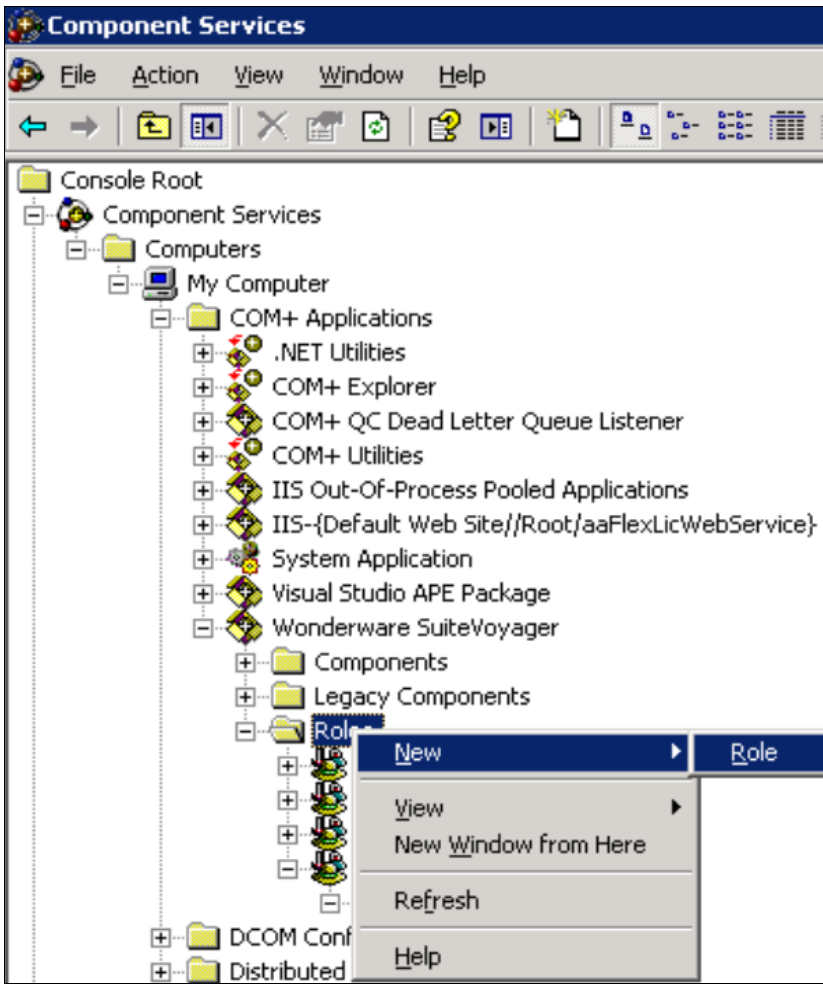 Component Services
File Action View Window Help
Console Root
Component Services
Computers
My Computer
COM+ Applications
.NET Utilities
COM+ Explorer
COM+ QC Dead Letter Queue Listener
COM+ Utilities
IIS Out-Of-Process Pooled Applications
IIS-{Default Web Site//Root/aaFlexLicWebService}
System Application
Visual Studio APE Package
Wonderware SuiteVoyager
Components
Legacy Components
Roles
New Role
View
New Window from Here
Refresh
DCOM Conf
Help
Distributed